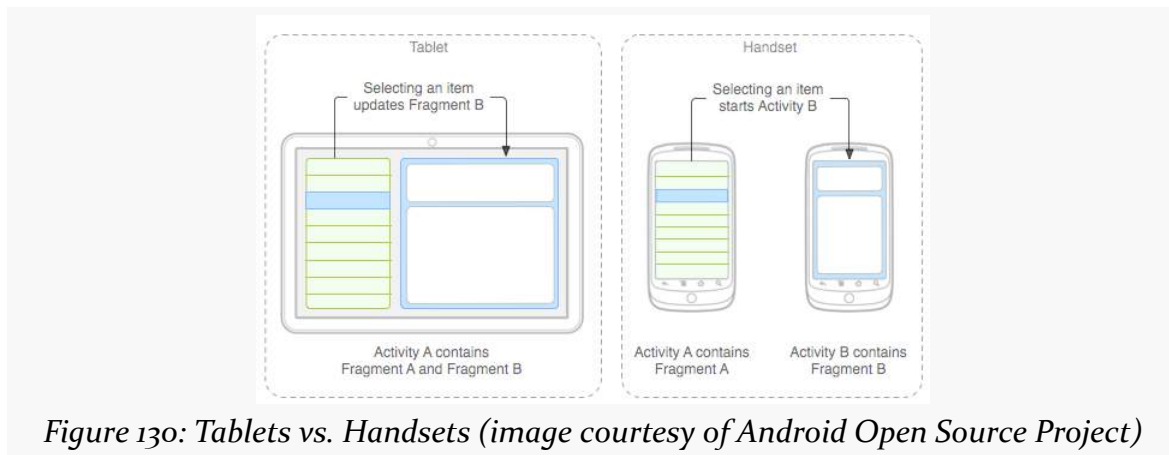 Tablet
Selecting an item
updates Fragment B
Activity A contains
Fragment A and Fragment B
Handset
Selecting an item
starts Activity B
Activity A contains
Fragment A
Activity B contains
Fragment B
Figure 130: Tablets vs. Handsets (image courtesy of Android Open Source Project)